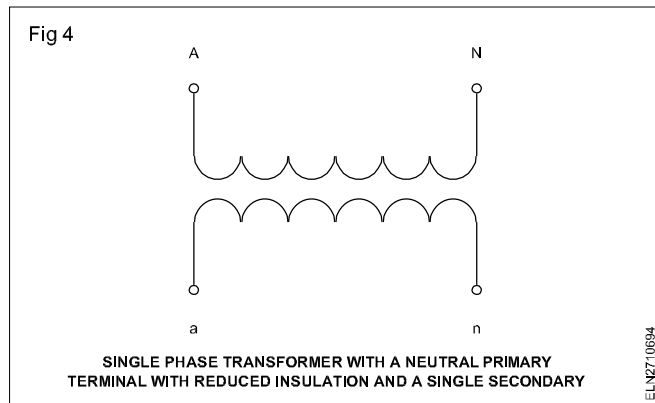 Fig 4
A N
a n
SINGLE PHASE TRANSFORMER WITH A NEUTRAL PRIMARY
TERMINAL WITH REDUCED INSULATION AND A SINGLE SECONDARY
ELN2710694